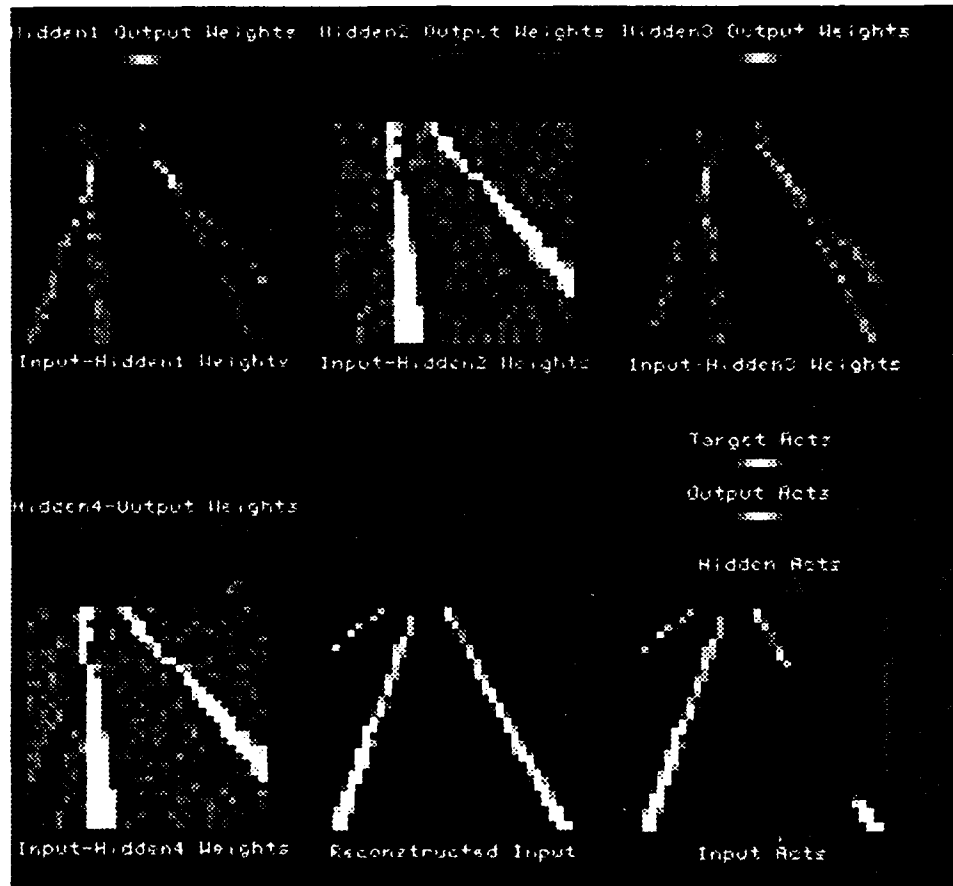 Hidden1 Output Weights Hidden2 Output Weights Hidden3 Output Weights
Input-Hidden1 Weights Input-Hidden2 Weights Input-Hidden3 Weights
Target Acts
Output Acts
Hidden4-Output Weights
Hidden Acts
Input-Hidden4 Weights Reconstructed Input Input Acts